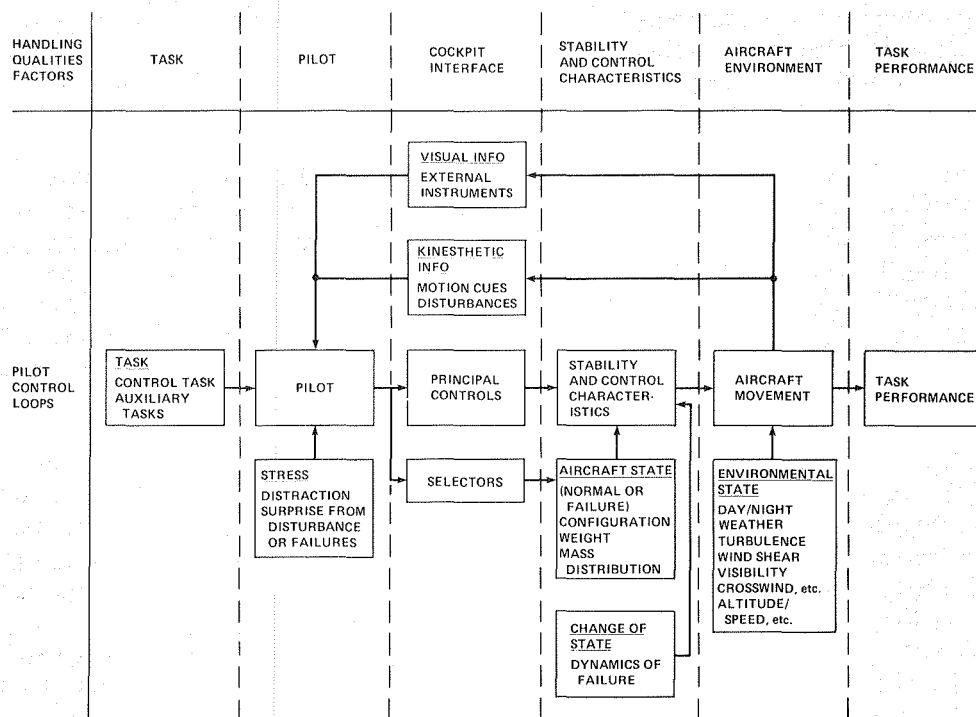 HANDLING
QUALITIES
FACTORS
TASK
PILOT
COCKPIT
INTERFACE
STABILITY
AND CONTROL
CHARACTERISTICS
AIRCRAFT
ENVIRONMENT
TASK
PERFORMANCE
VISUAL INFO
EXTERNAL
INSTRUMENTS
KINESTHETIC
INFO
MOTION CUES
DISTURBANCES
PILOT
CONTROL
LOOPS
TASK
CONTROL TASK
AUXILIARY
TASKS
PILOT
PRINCIPAL
CONTROLS
STABILITY
AND CONTROL
CHARACTER-
ISTICS
AIRCRAFT
MOVEMENT
TASK
PERFORMANCE
STRESS
DISTRACTION
SURPRISE FROM
DISTURBANCE
OR FAILURES
SELECTORS
AIRCRAFT STATE
(NORMAL OR
FAILURE)
CONFIGURATION
WEIGHT
MASS
DISTRIBUTION
ENVIRONMENTAL
STATE
DAY/NIGHT
WEATHER
TURBULENCE
WIND SHEAR
VISIBILITY
CROSSWIND, etc.
ALTITUDE/
SPEED, etc.
CHANGE OF
STATE
DYNAMICS OF
FAILURE